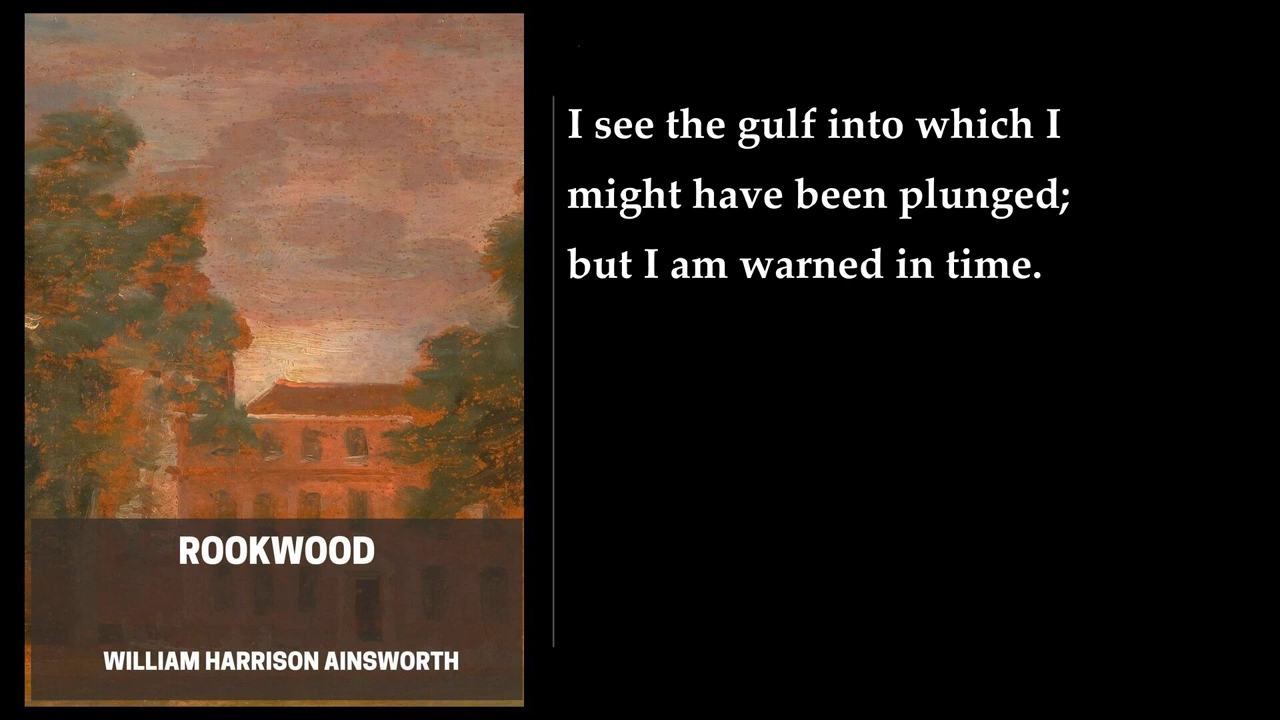 ROOKWOOD
WILLIAM HARRISON AINSWORTH
I see the gulf into which I
might have been plunged;
but I am warned in time.